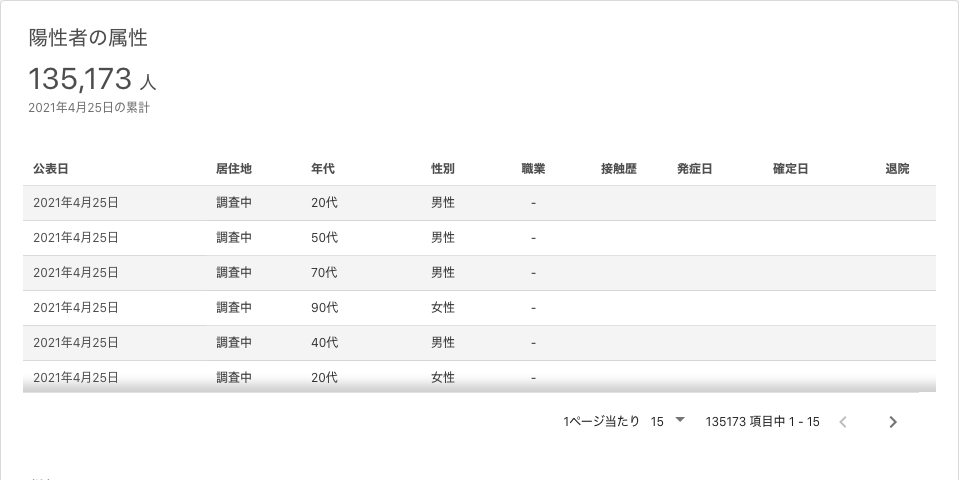 陽性者の属性
135,173 人
2021年4月25日の累計
公表日 居住地 年代 性別 職業 接触歴 発症日 確定日 退院
2021年4月25日 調査中 20代 男性 -
2021年4月25日 調査中 50代 男性 -
2021年4月25日 調査中 70代 男性 -
2021年4月25日 調査中 90代 女性 -
2021年4月25日 調査中 40代 男性 -
2021年4月25日 調査中 20代 女性 -
1ページ当たり 15 135173 項目中 1 - 15